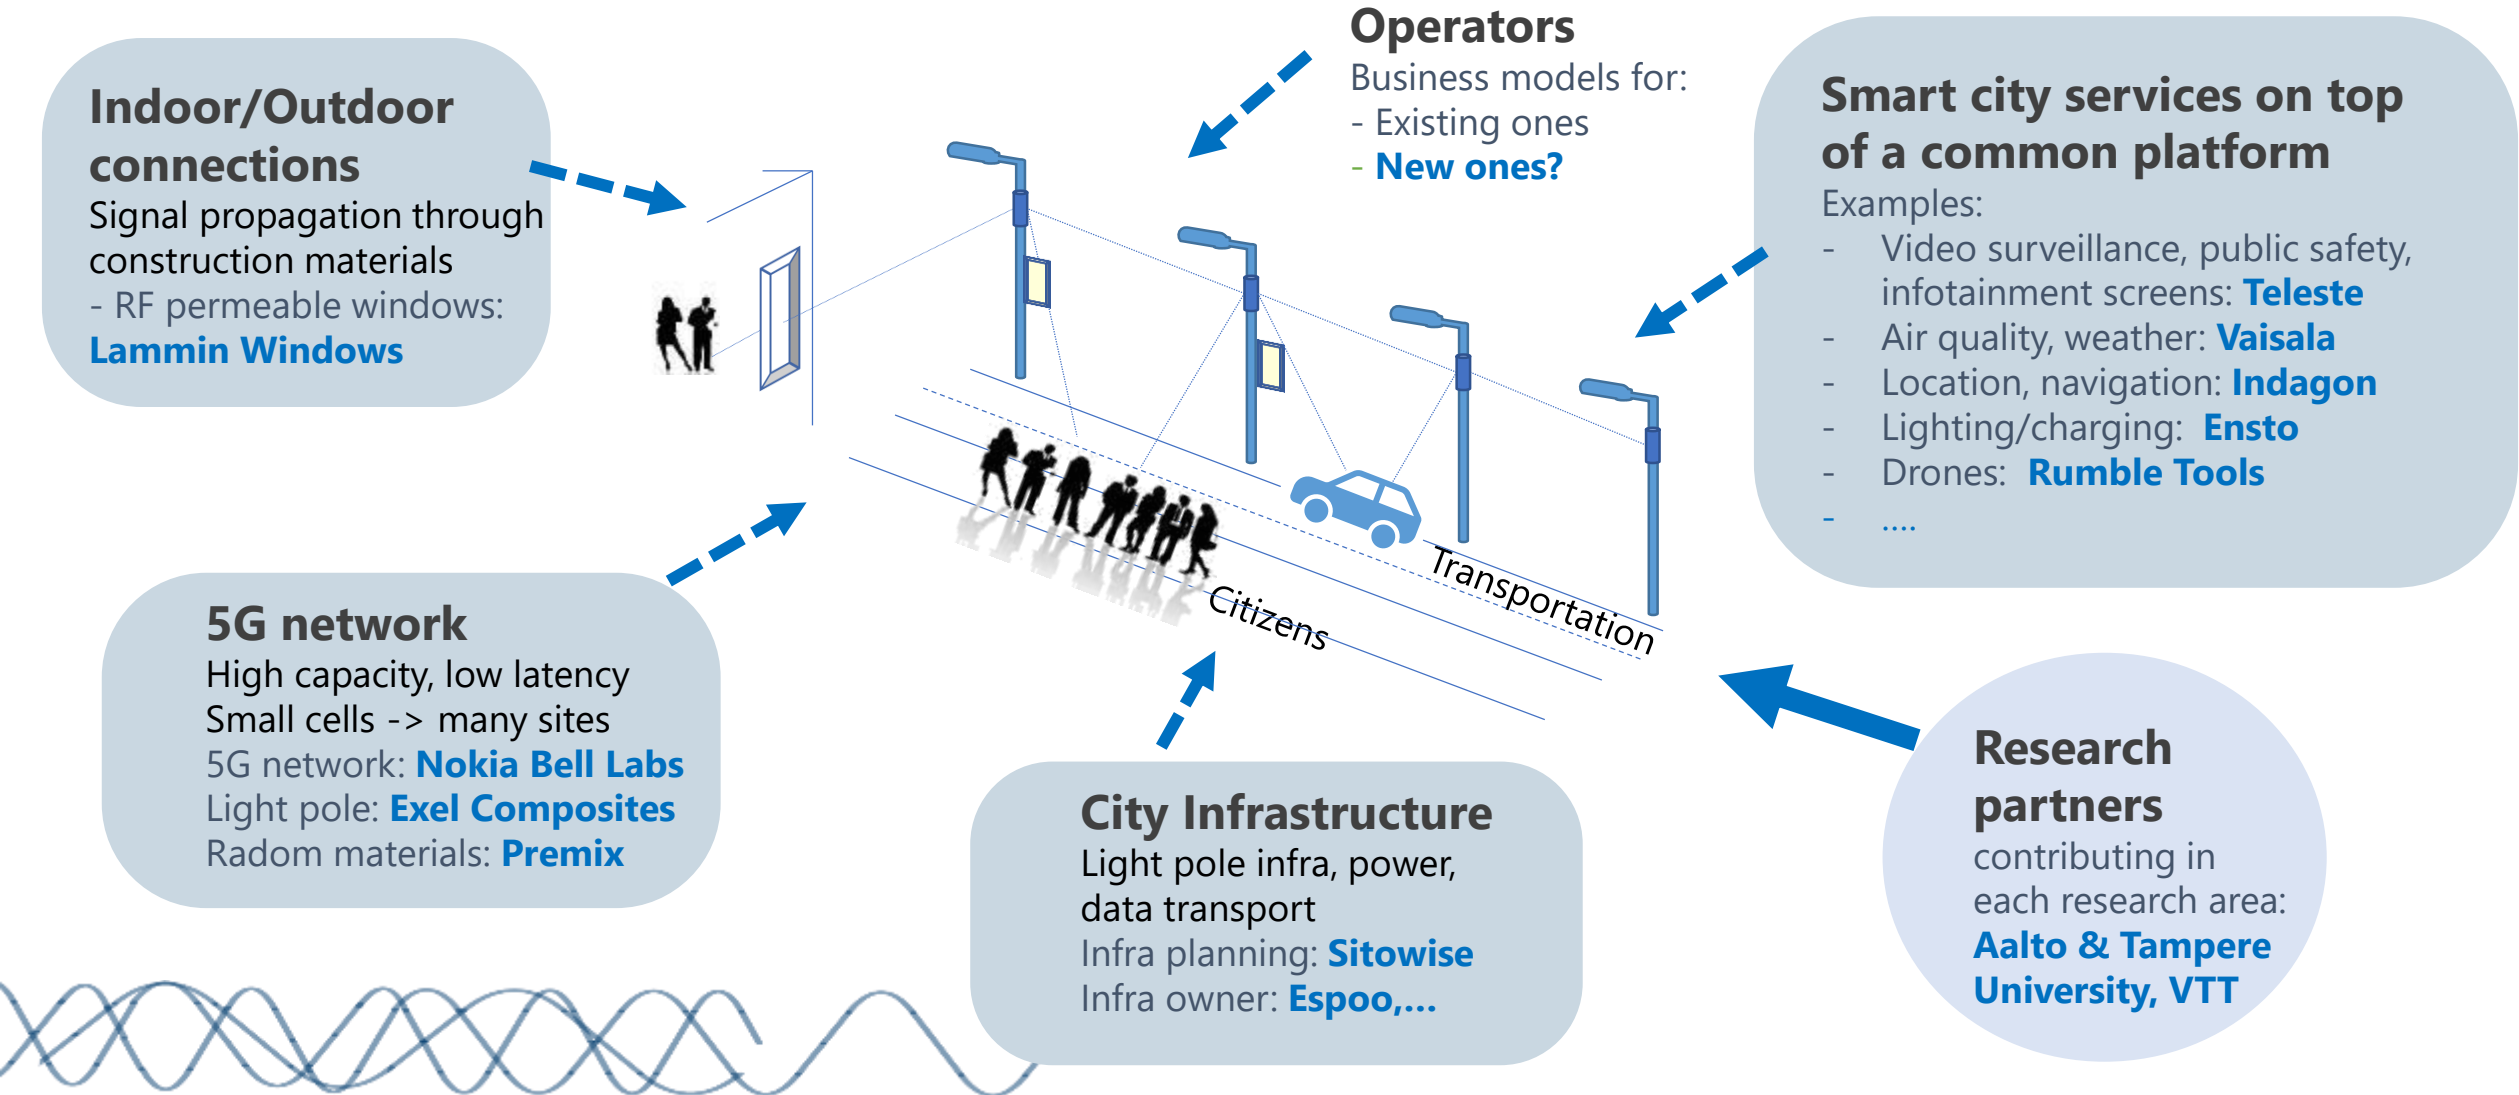 Operators
Business models for:
- Existing ones
- New ones?
Indoor/Outdoor
connections
Signal propagation through
construction materials
- RF permeable windows:
Lammin Windows
Smart city services on top
of a common platform
Examples:
- Video surveillance, public safety,
infotainment screens: Teleste
- Air quality, weather: Vaisala
- Location, navigation: Indagon
- Lighting/charging: Ensto
- Drones: Rumble Tools
- ....
Transportation
Citizens
5G network
High capacity, low latency
Small cells -> many sites
5G network: Nokia Bell Labs
Light pole: Exel Composites
Radom materials: Premix
City Infrastructure
Light pole infra, power,
data transport
Infra planning: Sitowise
Infra owner: Espoo,...
Research
partners
contributing in
each research area:
Aalto & Tampere
University, VTT